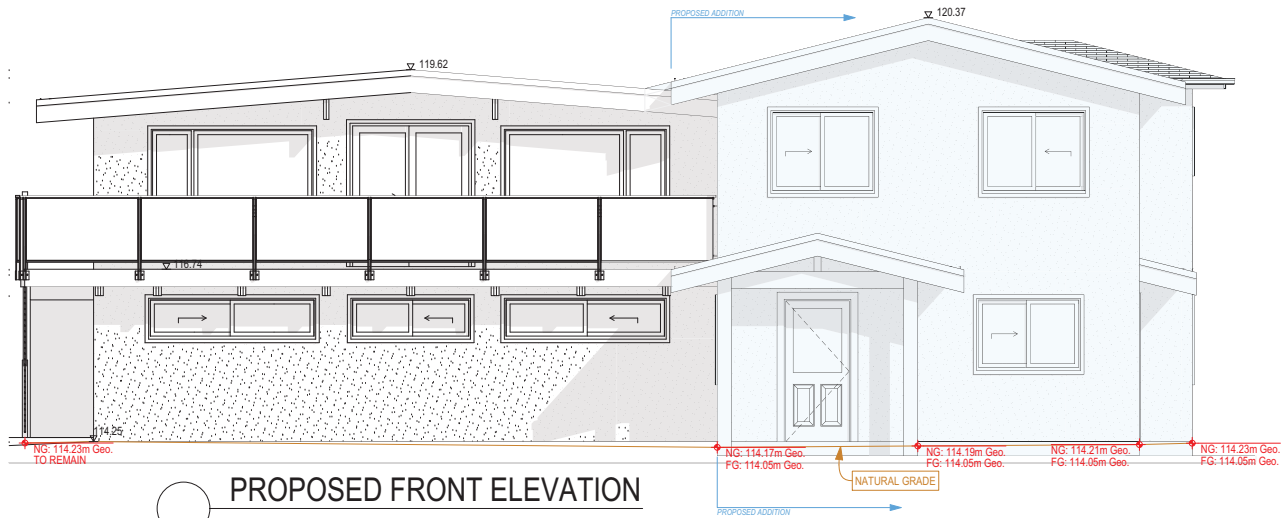 PROPOSED ADDITION
120.37
119.62
116.74
114.25
NG: 114.23m Geo.
TO REMAIN
NG: 114.17m Geo.
FG: 114.05m Geo.
NG: 114.19m Geo.
FG: 114.05m Geo.
NG: 114.21m Geo.
FG: 114.05m Geo.
NG: 114.23m Geo.
FG: 114.05m Geo.
NATURAL GRADE
PROPOSED FRONT ELEVATION
PROPOSED ADDITION